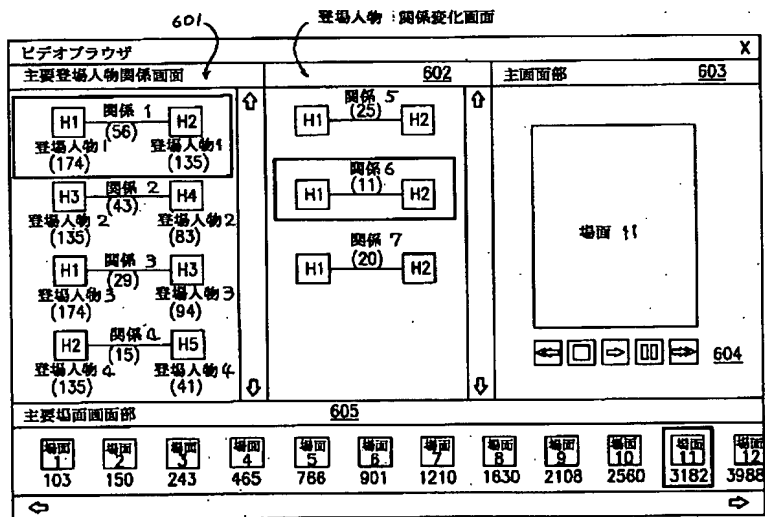 601
登場人物 関係変化画面
ビデオブラウザ X
主要登場人物関係画面 602 主画面部 603
H1 関係 1 H2
(56)
登場人物1 登場人物1
(174) (135)
H3 関係 2 H4
(43)
登場人物2 登場人物2
(135) (83)
H1 関係 3 H3
(29)
登場人物3 登場人物3
(174) (94)
H2 関係 4 H5
(15)
登場人物4 登場人物4
(135) (41)
関係 5
H1 (25) H2
関係 6
(11)
H1 H2
関係 7
(20)
H1 H2
場面 11
604
主要場面画面部 605
場面 場面 場面 場面 場面 場面 場面 場面 場面 場面 場面 場面
1 2 3 4 5 6 7 8 9 10 11 12
103 150 243 465 766 901 1210 1630 2108 2560 3182 3988